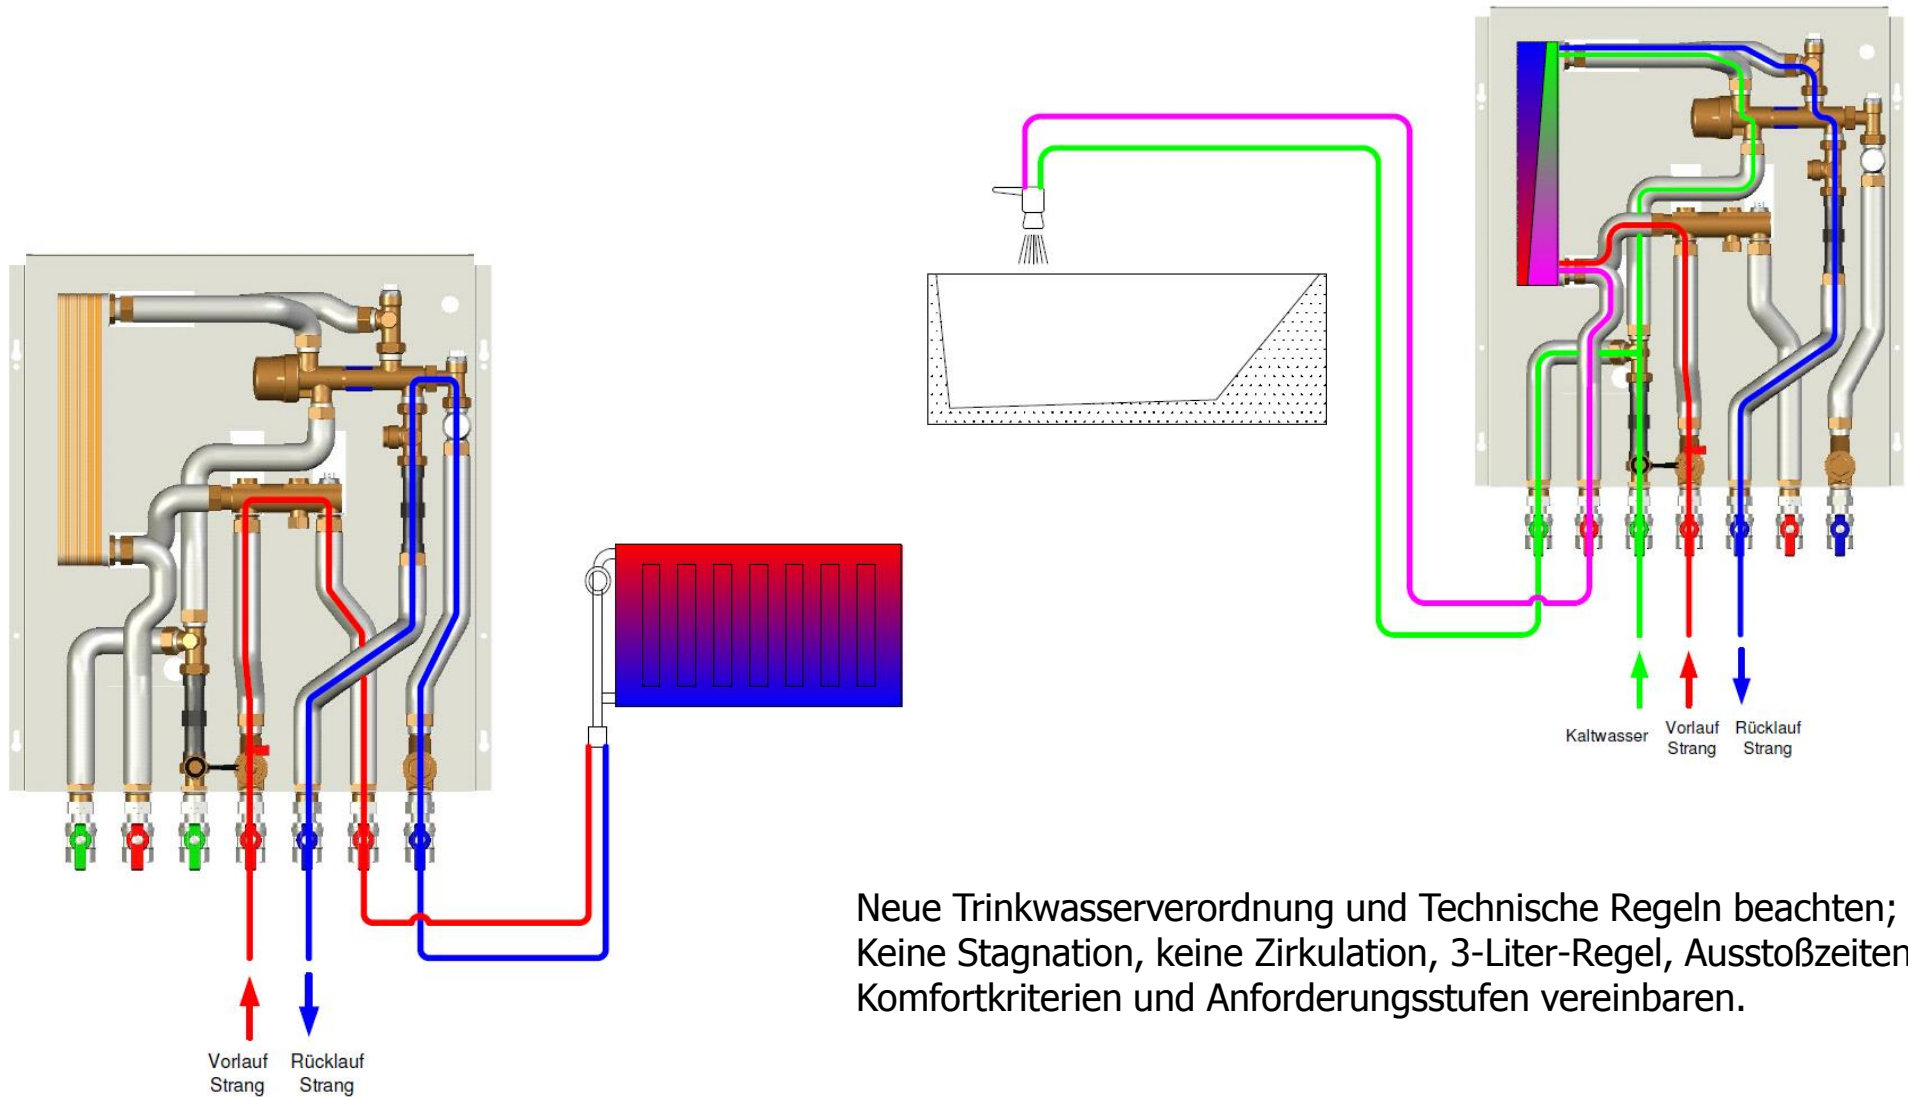 Kaltwasser
Vorlauf
Strang
Rücklauf
Strang
Neue Trinkwasserverordnung und Technische Regeln beachten;
Keine Stagnation, keine Zirkulation, 3-Liter-Regel, Ausstoßzeiten
Komfortkriterien und Anforderungsstufen vereinbaren.
Vorlauf
Strang
Rücklauf
Strang